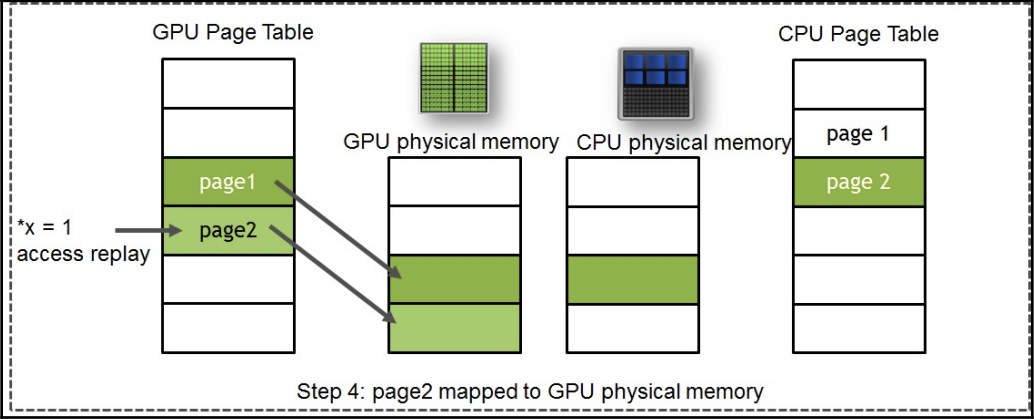 GPU Page Table
CPU Page Table
GPU physical memory
CPU physical memory
page 1
page1
page 2
*x = 1
access replay
page2
Step 4: page2 mapped to GPU physical memory